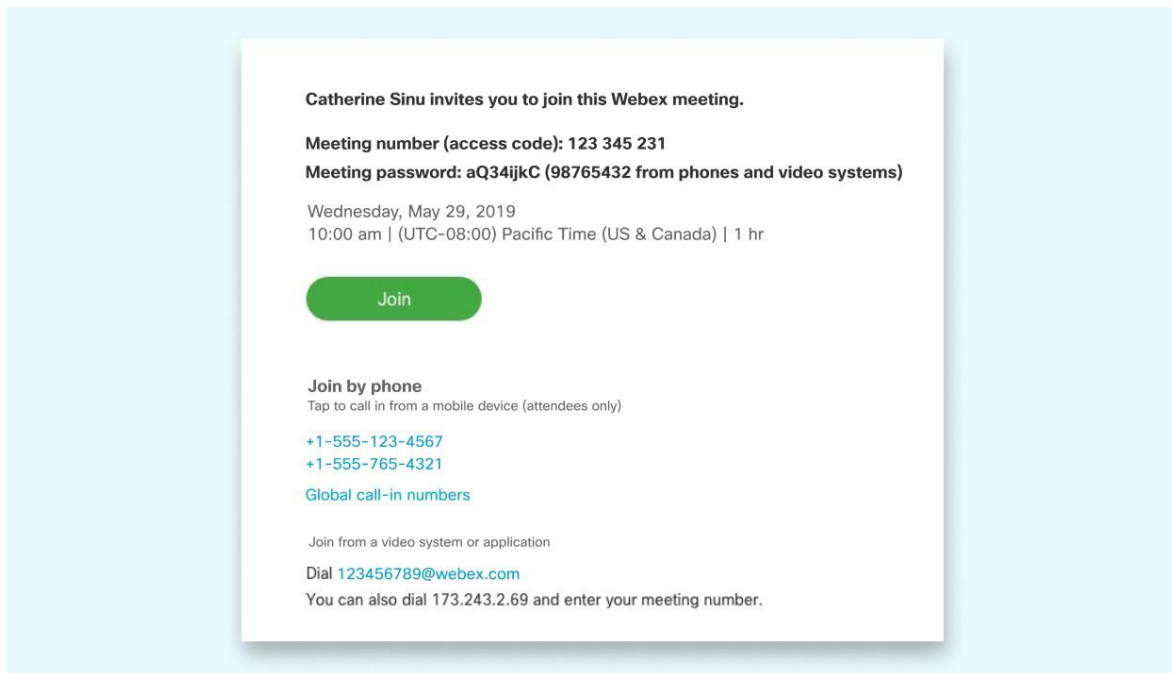 Catherine Sinu invites you to join this Webex meeting.
Meeting number (access code): 123 345 231
Meeting password: aQ34ijkC (98765432 from phones and video systems)
Wednesday, May 29, 2019
10:00 am | (UTC-08:00) Pacific Time (US & Canada) | 1 hr
Join
Join by phone
Tap to call in from a mobile device (attendees only)
+1-555-123-4567
+1-555-765-4321
Global call-in numbers
Join from a video system or application
Dial 123456789@webex.com
You can also dial 173.243.2.69 and enter your meeting number.